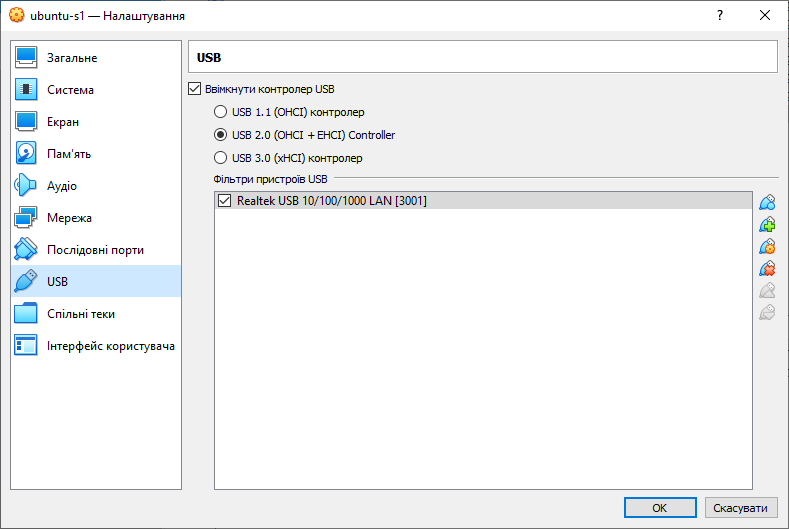 ubuntu-s1 — Налаштування
?
Загальне
Система
Екран
Пам'ять
Аудіо
Мережа
Послідовні порти
USB
Спільні теки
Інтерфейс користувача
USB
Ввімкнути контролер USB
USB 1.1 (OHCI) контролер
USB 2.0 (OHCI + EHCI) Controller
USB 3.0 (xHCI) контролер
Фільтри пристроїв USB
Realtek USB 10/100/1000 LAN [3001]
OK
Скасувати